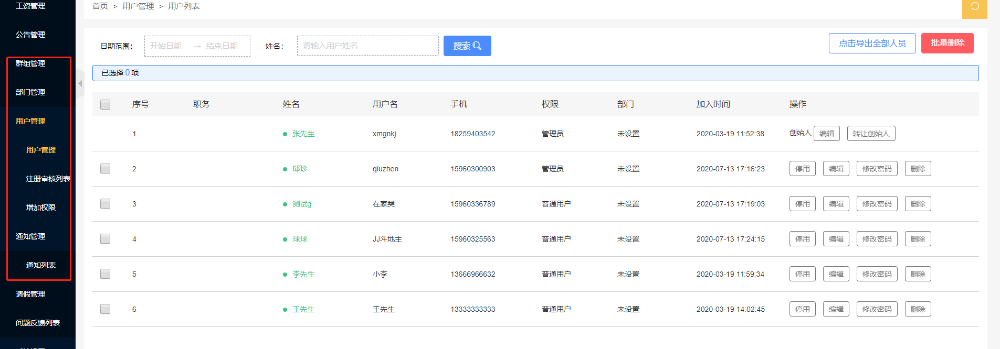 工资管理
公告管理
群组管理
部门管理
用户管理
用户管理
注册审核列表
增加权限
通知管理
通知列表
请假管理
问题反馈列表
首页 > 用户管理 > 用户列表
日期范围： 开始日期 → 结束日期 姓名： 请输入用户姓名 搜索 点击导出全部人员 批量删除
已选择 0 项
序号 职务 姓名 用户名 手机 权限 部门 加入时间 操作
1 张先生 xmgnkj 18259403542 管理员 未设置 2020-03-19 11:52:38 创始人 编辑 转让创始人
2 邱珍 qiuzhen 15960300903 管理员 未设置 2020-07-13 17:16:23 停用 编辑 修改密码 删除
3 测试g 在家类 15960336789 普通用户 未设置 2020-07-13 17:19:03 停用 编辑 修改密码 删除
4 球球 JJ斗地主 15960325563 普通用户 未设置 2020-07-13 17:24:15 停用 编辑 修改密码 删除
5 李先生 小李 13666966632 普通用户 未设置 2020-03-19 11:59:34 停用 编辑 修改密码 删除
6 王先生 王先生 13333333333 普通用户 未设置 2020-03-19 14:02:45 停用 编辑 修改密码 删除